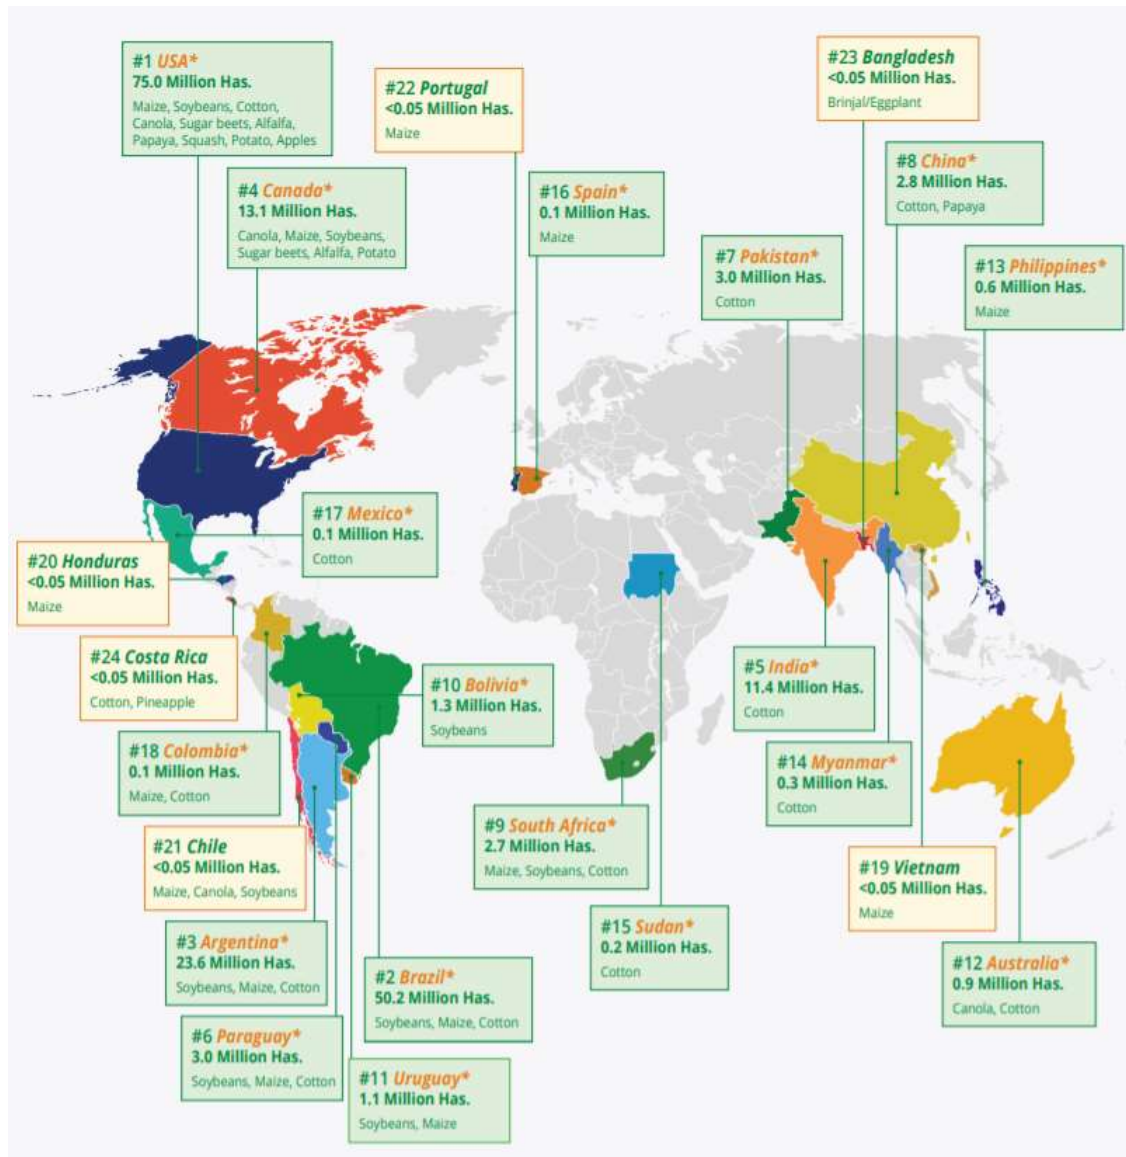 #1 USA*
75.0 Million Has.
Maize, Soybeans, Cotton,
Canola, Sugar beets, Alfalfa,
Papaya, Squash, Potato, Apples
#22 Portugal
<0.05 Million Has.
Maize
#23 Bangladesh
<0.05 Million Has.
Brinjal/Eggplant
#4 Canada*
13.1 Million Has.
Canola, Maize, Soybeans,
Sugar beets, Alfalfa, Potato
#16 Spain*
0.1 Million Has.
Maize
#8 China*
2.8 Million Has.
Cotton, Papaya
#7 Pakistan*
3.0 Million Has.
Cotton
#13 Philippines*
0.6 Million Has.
Maize
#17 Mexico*
0.1 Million Has.
Cotton
#20 Honduras
<0.05 Million Has.
Maize
#24 Costa Rica
<0.05 Million Has.
Cotton, Pineapple
#10 Bolivia*
1.3 Million Has.
Soybeans
#5 India*
11.4 Million Has.
Cotton
#18 Colombia*
0.1 Million Has.
Maize, Cotton
#14 Myanmar*
0.3 Million Has.
Cotton
#21 Chile
<0.05 Million Has.
Maize, Canola, Soybeans
#9 South Africa*
2.7 Million Has.
Maize, Soybeans, Cotton
#19 Vietnam
<0.05 Million Has.
Maize
#3 Argentina*
23.6 Million Has.
Soybeans, Maize, Cotton
#15 Sudan*
0.2 Million Has.
Cotton
#2 Brazil*
50.2 Million Has.
Soybeans, Maize, Cotton
#12 Australia*
0.9 Million Has.
Canola, Cotton
#6 Paraguay*
3.0 Million Has.
Soybeans, Maize, Cotton
#11 Uruguay*
1.1 Million Has.
Soybeans, Maize